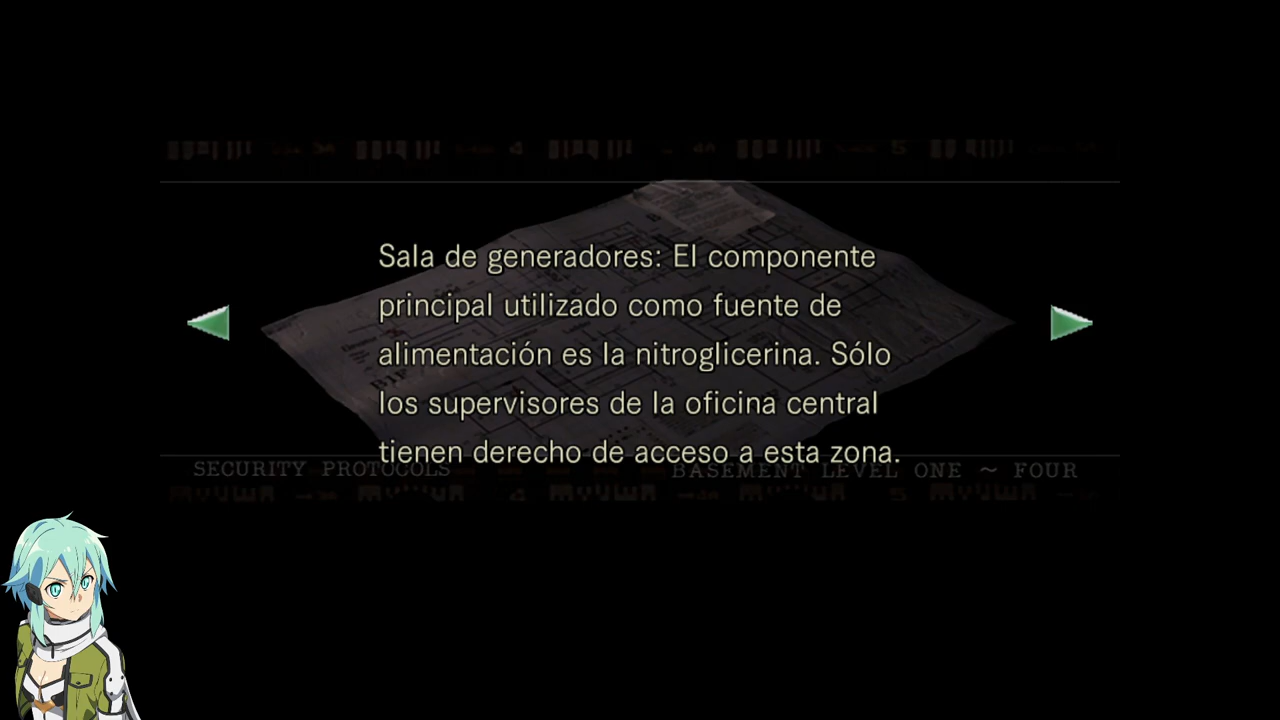 Sala de generadores: El componente
principal utilizado como fuente de
alimentación es la nitroglicerina. Sólo
los supervisores de la oficina central
tienen derecho de acceso a esta zona.
SECURITY PROTOCOLS BASEMENT LEVEL ONE ~ FOUR
B1F